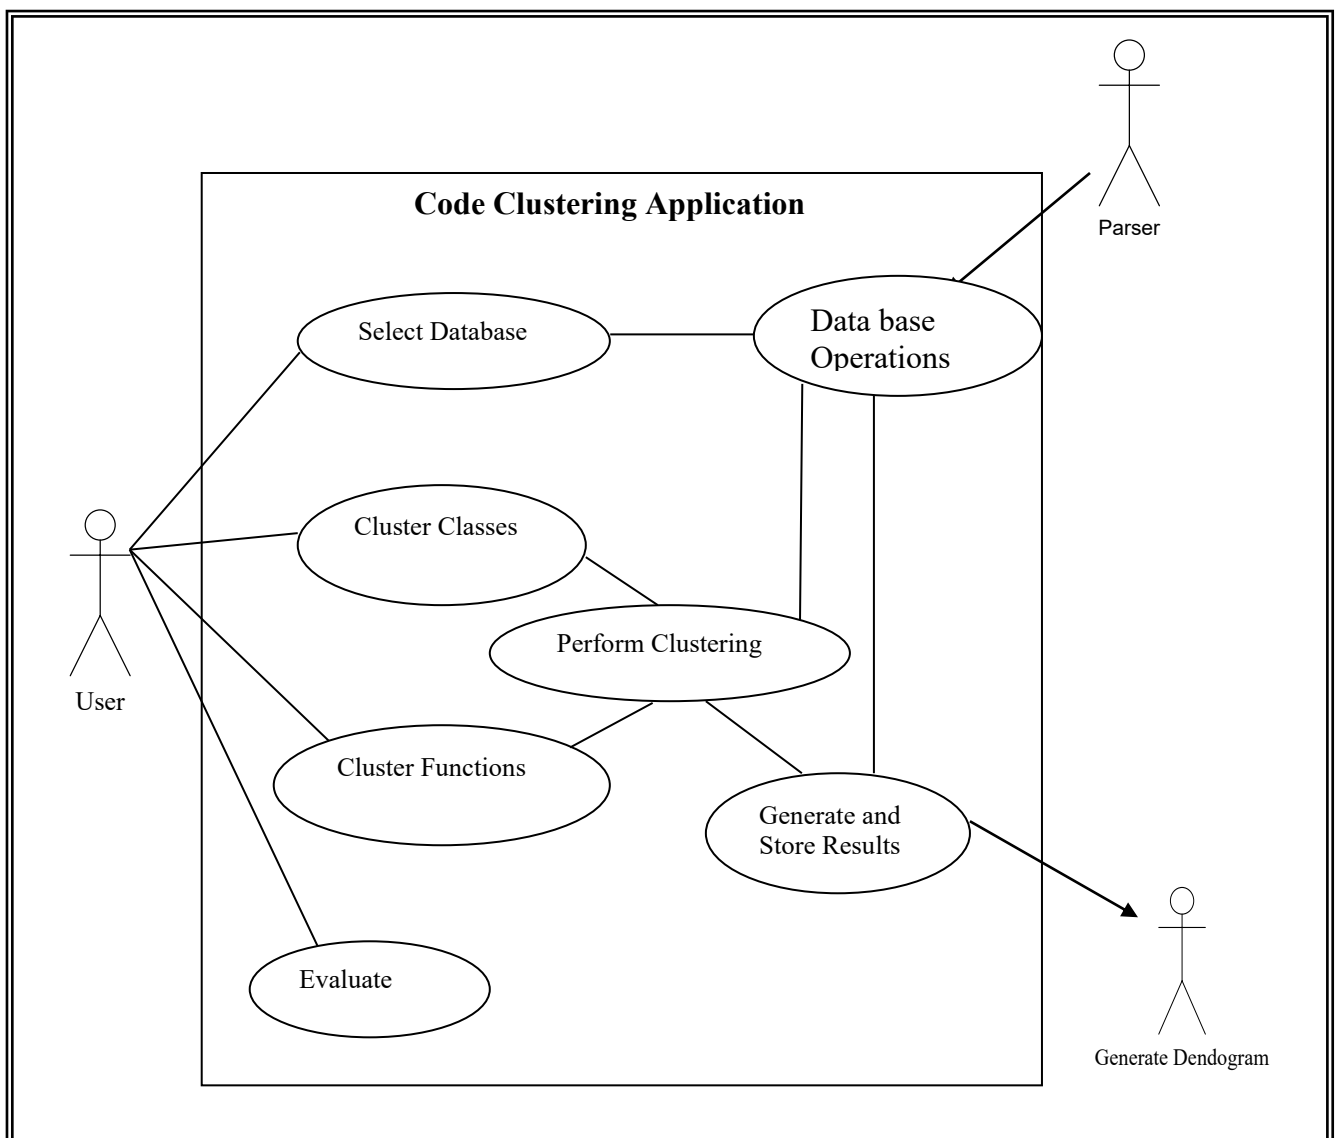 Code Clustering Application
Parser
Select Database
Data base
Operations
Cluster Classes
Perform Clustering
User
Cluster Functions
Generate and
Store Results
Evaluate
Generate Dendogram